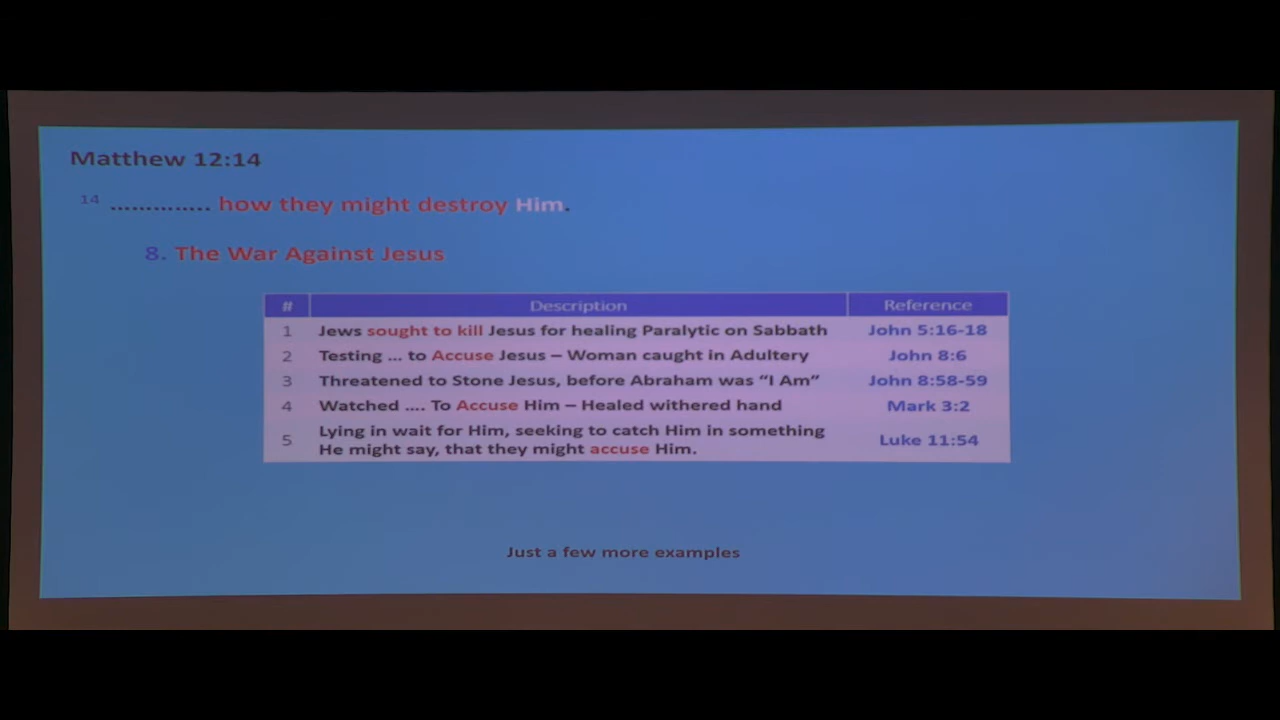 Matthew 12:14
14 .............. how they might destroy Him.
8. The War Against Jesus
# Description Reference
1 Jews sought to kill Jesus for healing Paralytic on Sabbath John 5:16-18
2 Testing ... to Accuse Jesus – Woman caught in Adultery John 8:6
3 Threatened to Stone Jesus, before Abraham was “I Am” John 8:58-59
4 Watched .... To Accuse Him – Healed withered hand Mark 3:2
5 Lying in wait for Him, seeking to catch Him in something
He might say, that they might accuse Him. Luke 11:54
Just a few more examples